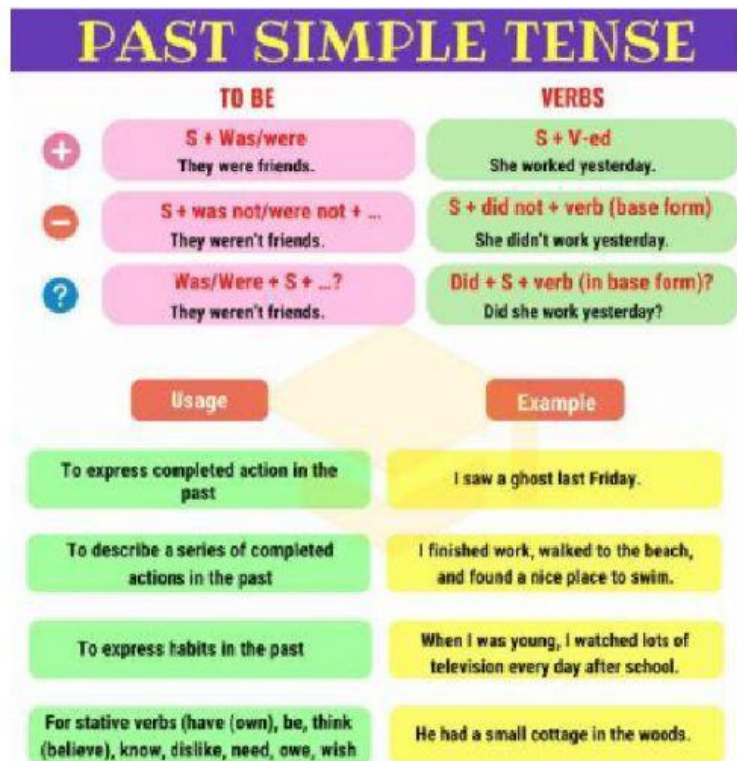 PAST SIMPLE TENSE
TO BE
VERBS
S + Was/were
They were friends.
S + V-ed
She worked yesterday.
S + was not/were not + ...
They weren't friends.
S + did not + verb (base form)
She didn't work yesterday.
?
Was/Were + S + ...?
They weren't friends.
Did + S + verb (in base form)?
Did she work yesterday?
Usage
Example
To express completed action in the
past
I saw a ghost last Friday.
To describe a series of completed
actions in the past
I finished work, walked to the beach,
and found a nice place to swim.
To express habits in the past
When I was young, I watched lots of
television every day after school.
For stative verbs (have (own), be, think
(believe), know, dislike, need, owe, wish
He had a small cottage in the woods.